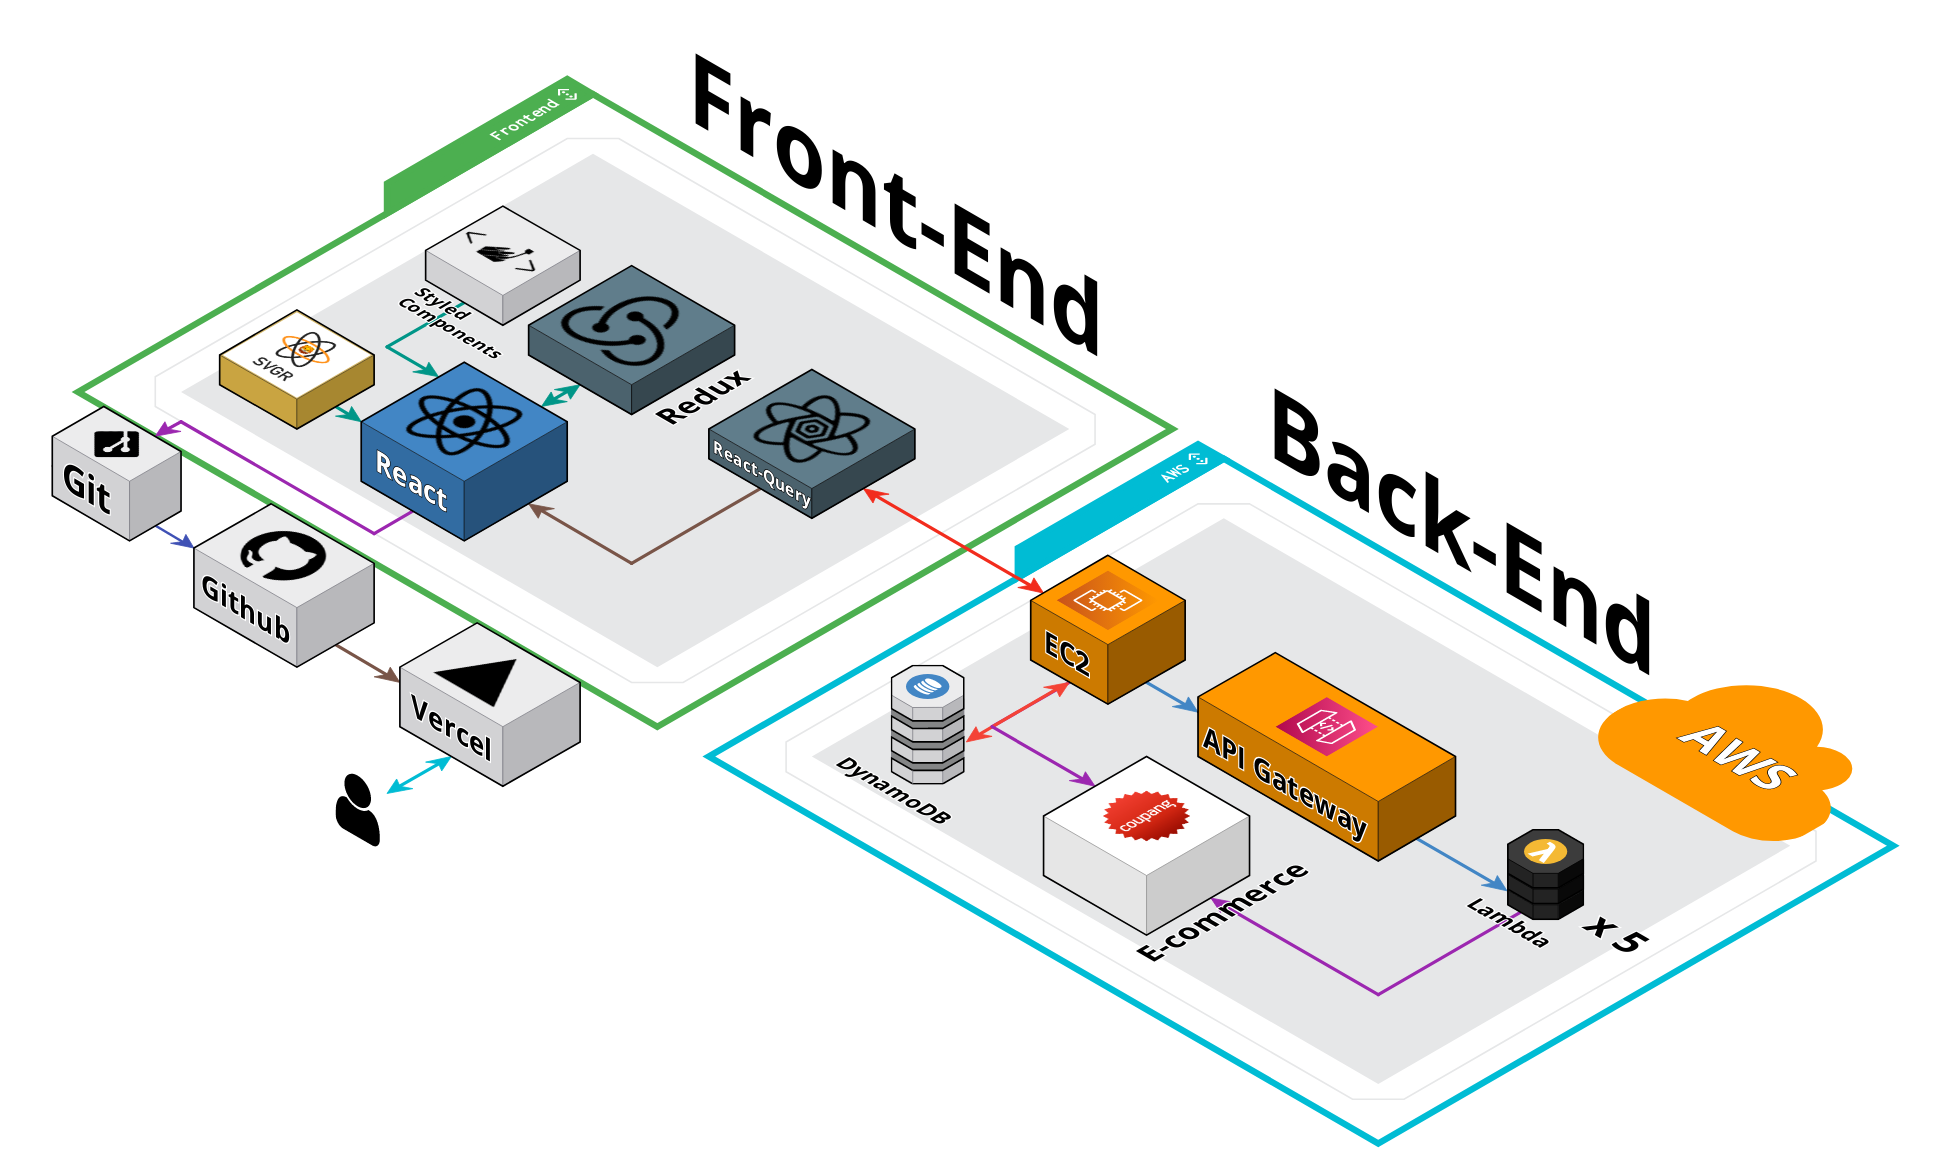 Front-End
Frontend
Styled
Components
SVGR
Redux
React
React-Query
Git
Github
Vercel
Back-End
AWS
EC2
API Gateway
AWS
DynamoDB
coupang
E-commerce
Lambda
x 5